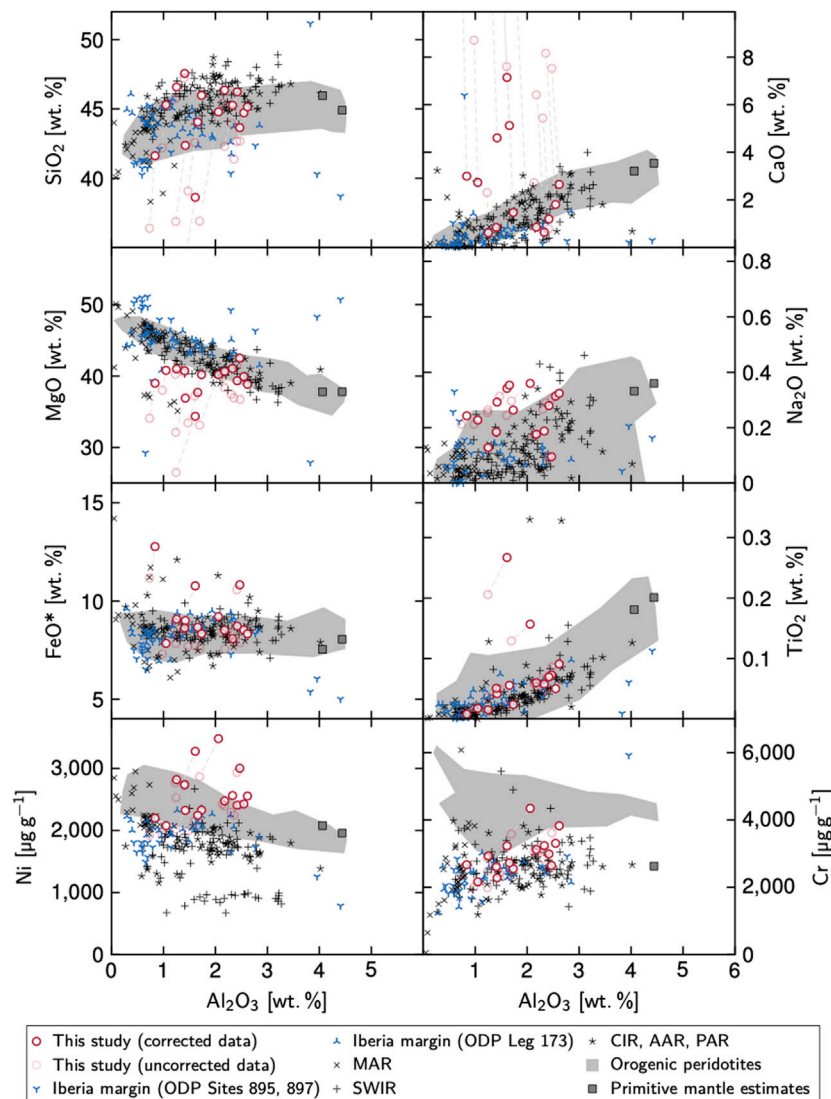 50
45
40
SiO₂ [wt. %]
8
6
4
2
CaO [wt. %]
50
40
30
MgO [wt. %]
0.8
0.6
0.4
0.2
0
Na₂O [wt. %]
15
10
5
FeO* [wt. %]
0.3
0.2
0.1
0
TiO₂ [wt. %]
3,000
2,000
1,000
0
Ni [µg g⁻¹]
6,000
4,000
2,000
0
Cr [µg g⁻¹]
0 1 2 3 4 5
1 2 3 4 5 6
Al₂O₃ [wt. %]
Al₂O₃ [wt. %]
This study (corrected data)
This study (uncorrected data)
Iberia margin (ODP Sites 895, 897)
Iberia margin (ODP Leg 173)
MAR
SWIR
CIR, AAR, PAR
Orogenic peridotites
Primitive mantle estimates